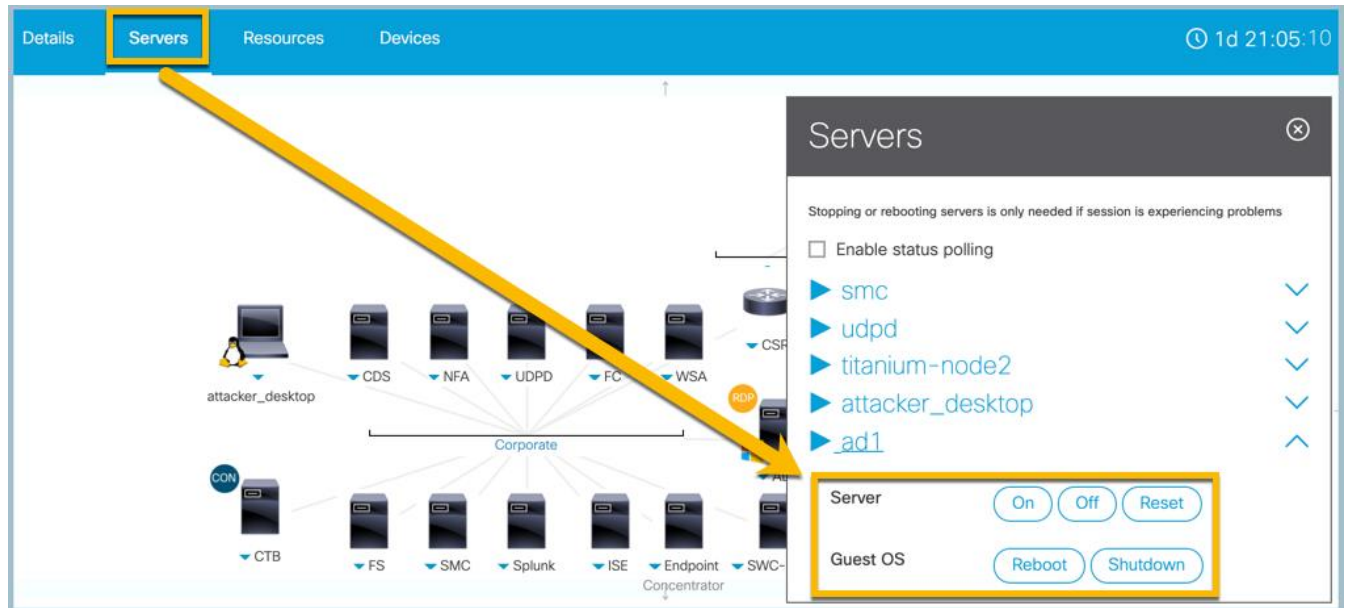 Details Servers Resources Devices 1d 21:05:10
Servers
Stopping or rebooting servers is only needed if session is experiencing problems
Enable status polling
smc
udpd
titanium-node2
attacker_desktop
ad1
Server On Off Reset
Guest OS Reboot Shutdown
CSR
attacker_desktop
CDS NFA UDPD FC WSA
RDP
Corporate
CON
CTB
FS SMC Splunk ISE Endpoint SWC-
Concentrator